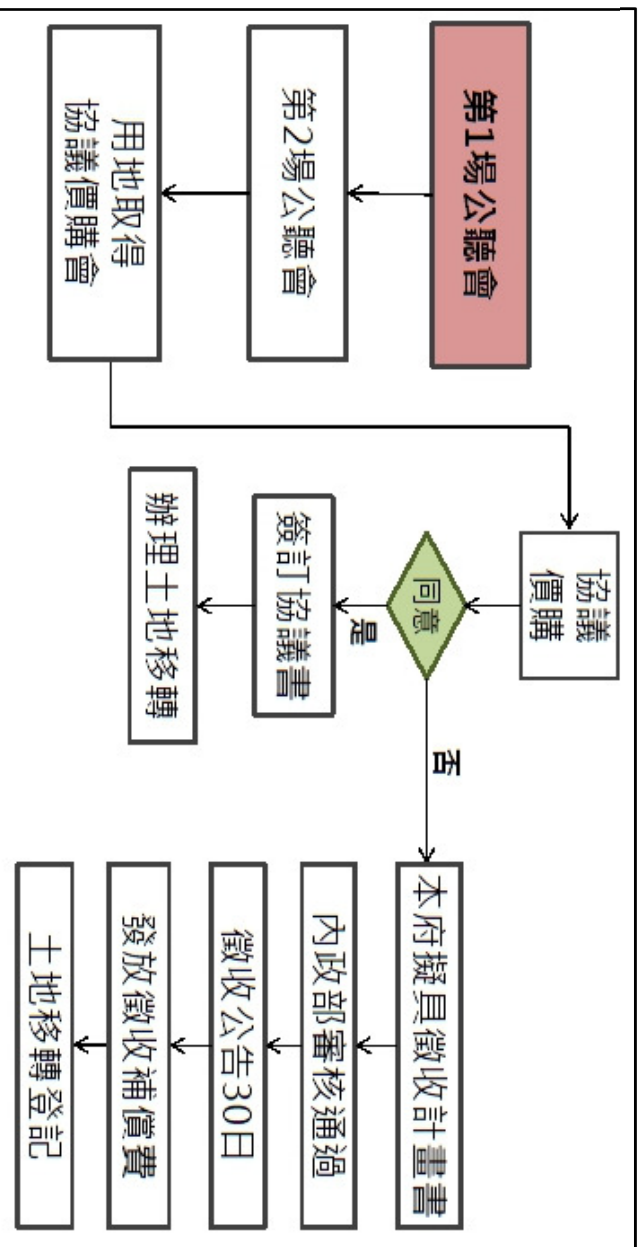 第1場公聽會
第2場公聽會
用地取得
協議價購會
協議
價購
同意
是
簽訂協議書
辦理土地移轉
否
本府擬具徵收計畫書
內政部審核通過
徵收公告30日
發放徵收補償費
土地移轉登記